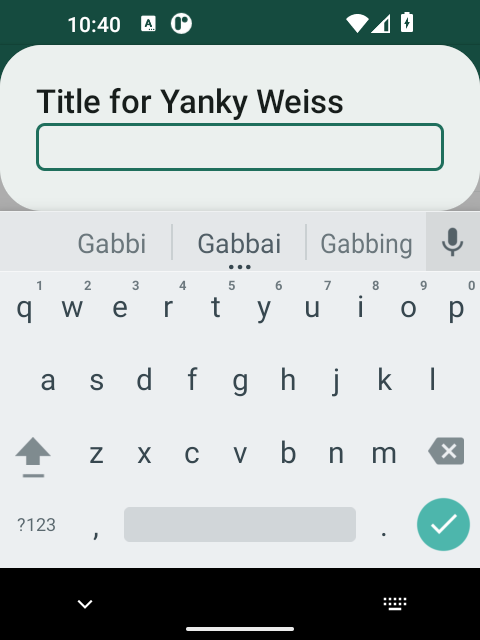 10:40 A
Title for Yanky Weiss
Gabbi Gabbai Gabbing
1 2 3 4 5 6 7 8 9 0
q w e r t y u i o p
a s d f g h j k l
z x c v b n m
?123 , .